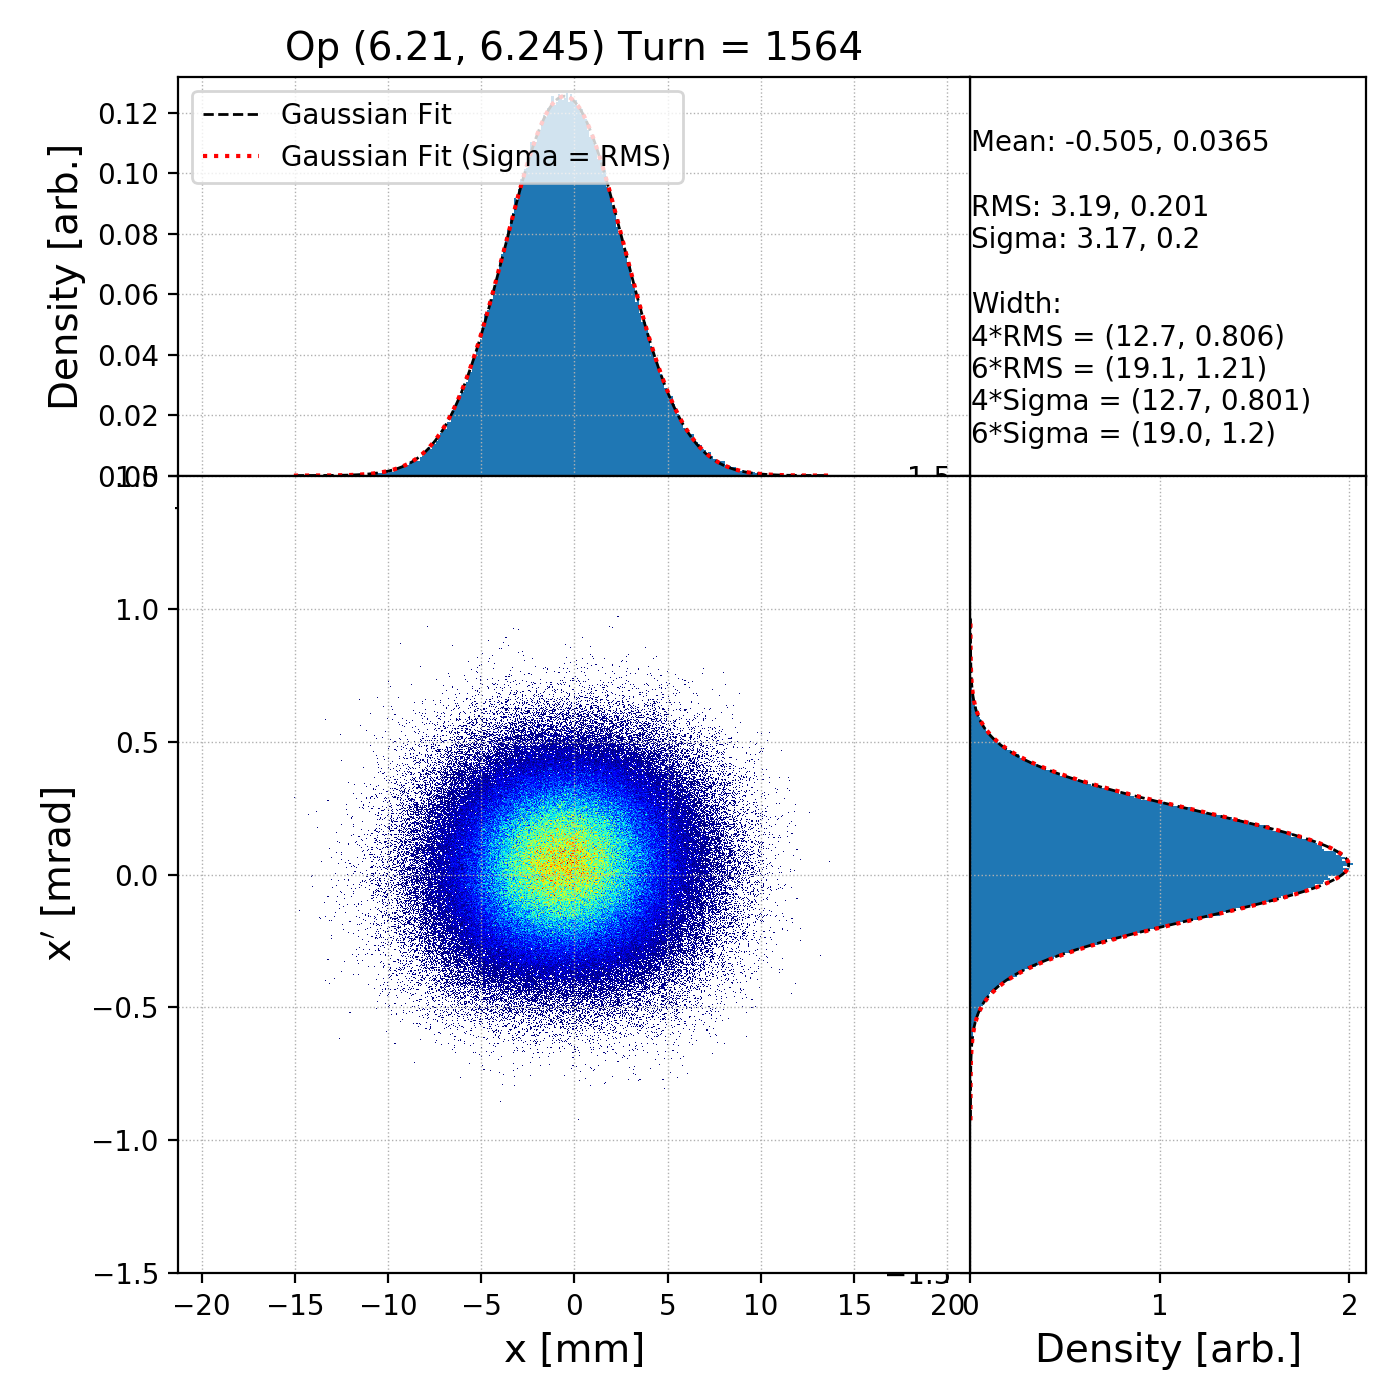 Op (6.21, 6.245) Turn = 1564
Gaussian Fit
Gaussian Fit (Sigma = RMS)
Density [arb.]
0.12
0.10
0.08
0.06
0.04
0.02
Mean: -0.505, 0.0365
RMS: 3.19, 0.201
Sigma: 3.17, 0.2
Width:
4*RMS = (12.7, 0.806)
6*RMS = (19.1, 1.21)
4*Sigma = (12.7, 0.801)
6*Sigma = (19.0, 1.2)
x′ [mrad]
1.0
0.5
0.0
−0.5
−1.0
−1.5
−20 −15 −10 −5 0 5 10 15 20
x [mm]
0 1 2
Density [arb.]